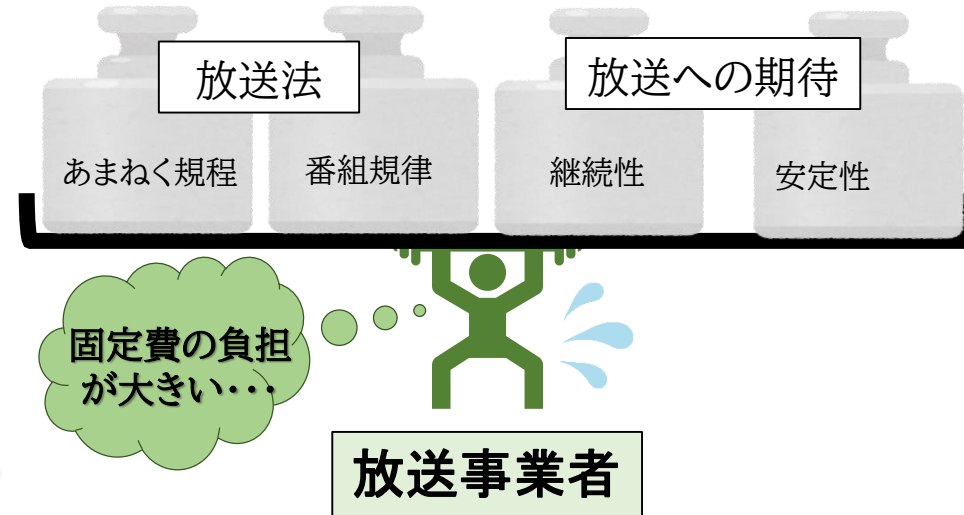 放送法
放送への期待
あまねく規程
番組規律
継続性
安定性
固定費の負担
が大きい・・・
放送事業者